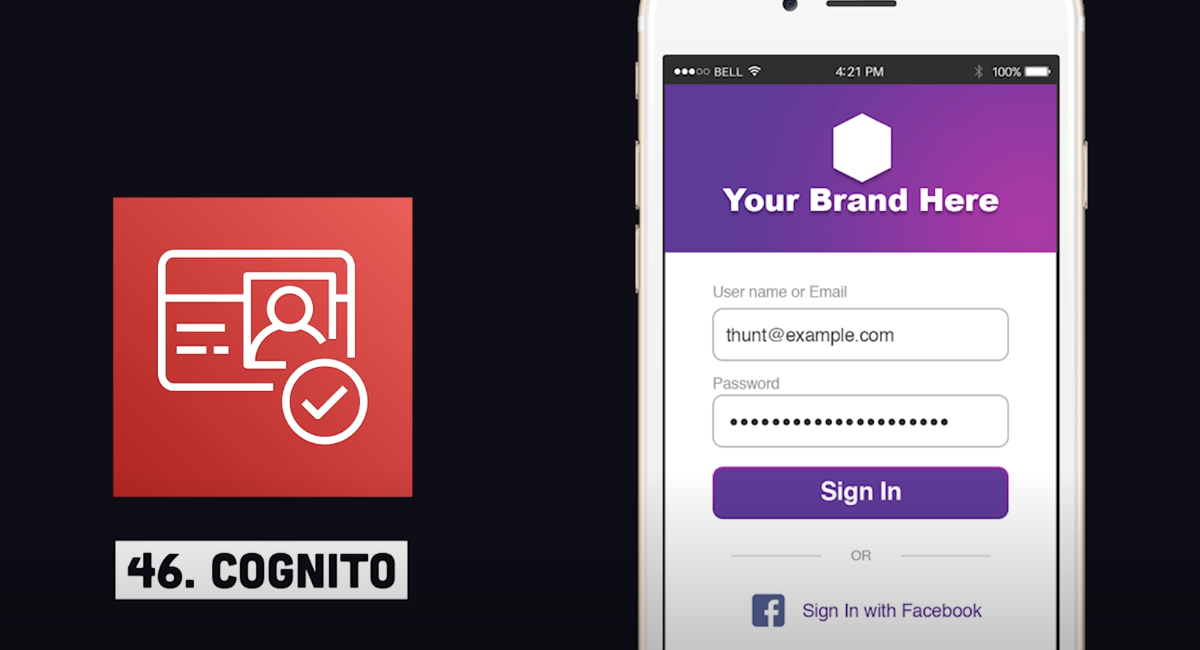 46. COGNITO
BELL 4:21 PM 100%
Your Brand Here
User name or Email
thunt@example.com
Password
Sign In
OR
Sign In with Facebook